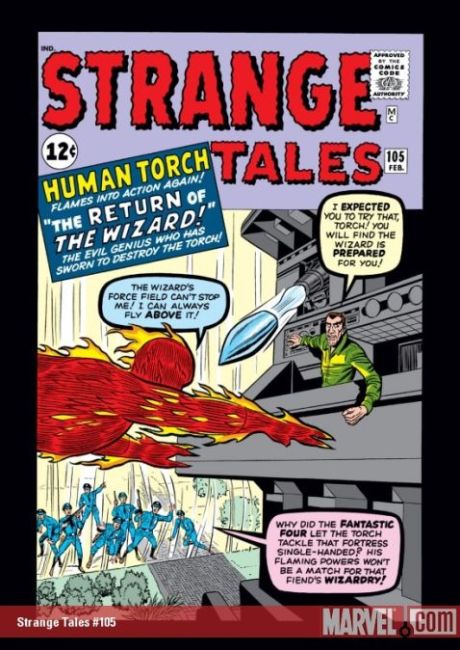 IND.
STRANGE
TALES
APPROVED
BY THE
COMICS
CODE
AUTHORITY
M
C
12¢
105
FEB.
HUMAN TORCH
FLAMES INTO ACTION AGAIN!
"THE RETURN OF
THE WIZARD!"
THE EVIL GENIUS WHO HAS
SWORN TO DESTROY THE TORCH!
I EXPECTED
YOU TO TRY THAT,
TORCH! YOU
WILL FIND THE
WIZARD IS
PREPARED
FOR YOU!
THE WIZARD'S
FORCE FIELD CAN'T STOP
ME! I CAN ALWAYS
FLY ABOVE IT!
WHY DID THE FANTASTIC
FOUR LET THE TORCH
TACKLE THAT FORTRESS
SINGLE-HANDED? HIS
FLAMING POWERS WON'T
BE A MATCH FOR THAT
FIEND'S WIZARDRY!
Strange Tales #105
MARVEL.com